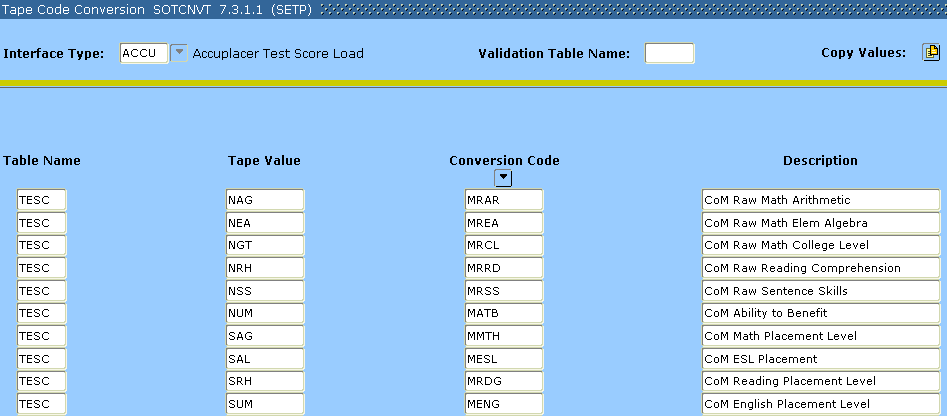 Tape Code Conversion SOTCNVT 7.3.1.1 (SETP)
Interface Type: ACCU Accuplacer Test Score Load Validation Table Name: Copy Values:
Table Name Tape Value Conversion Code Description
TESC NAG MRAR CoM Raw Math Arithmetic
TESC NEA MREA CoM Raw Math Elem Algebra
TESC NGT MRCL CoM Raw Math College Level
TESC NRH MRRD CoM Raw Reading Comprehension
TESC NSS MRSS CoM Raw Sentence Skills
TESC NUM MATB CoM Ability to Benefit
TESC SAG MMTH CoM Math Placement Level
TESC SAL MESL CoM ESL Placement
TESC SRH MRDG CoM Reading Placement Level
TESC SUM MENG CoM English Placement Level